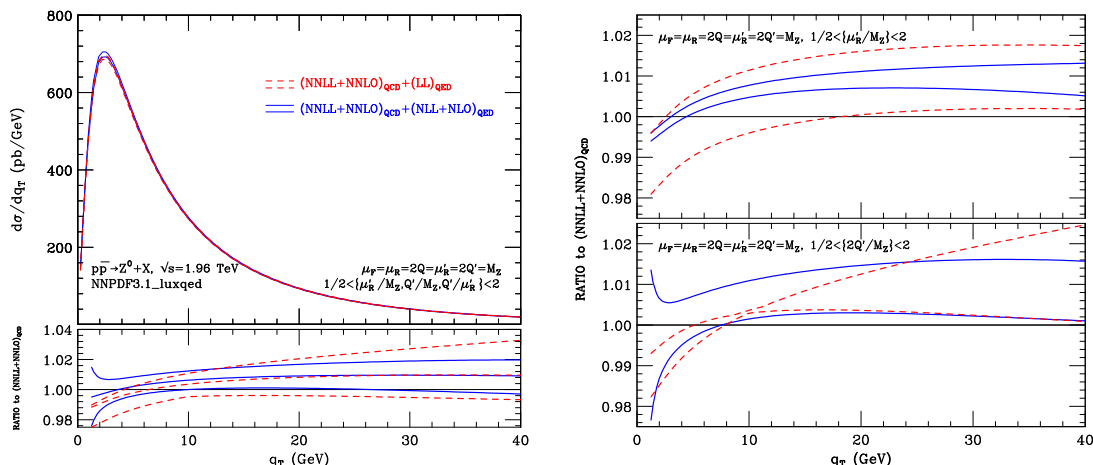 800
600
400
200
dσ/dq_T (pb/GeV)
(NNLL+NNLO)_QCD+(LL)_QED
(NNLL+NNLO)_QCD+(NLL+NLO)_QED
pp̅→Z⁰+X, √s=1.96 TeV
NNPDF3.1_luxqed
μ_F=μ_R=2Q=μ′_R=2Q′=M_Z
1/2<{μ′_R/M_Z,Q′/M_Z,Q′/μ′_R}<2
1.04
1.02
1.00
0.98
RATIO to (NNLL+NNLO)_QCD
0
10
20
30
40
q_T (GeV)
1.02
1.01
1.00
0.99
0.98
μ_F=μ_R=2Q=μ′_R=2Q′=M_Z, 1/2<{μ′_R/M_Z}<2
RATIO to (NNLL+NNLO)_QCD
1.02
1.01
1.00
0.99
0.98
μ_F=μ_R=2Q=μ′_R=2Q′=M_Z, 1/2<{2Q′/M_Z}<2
0
10
20
30
40
q_T (GeV)